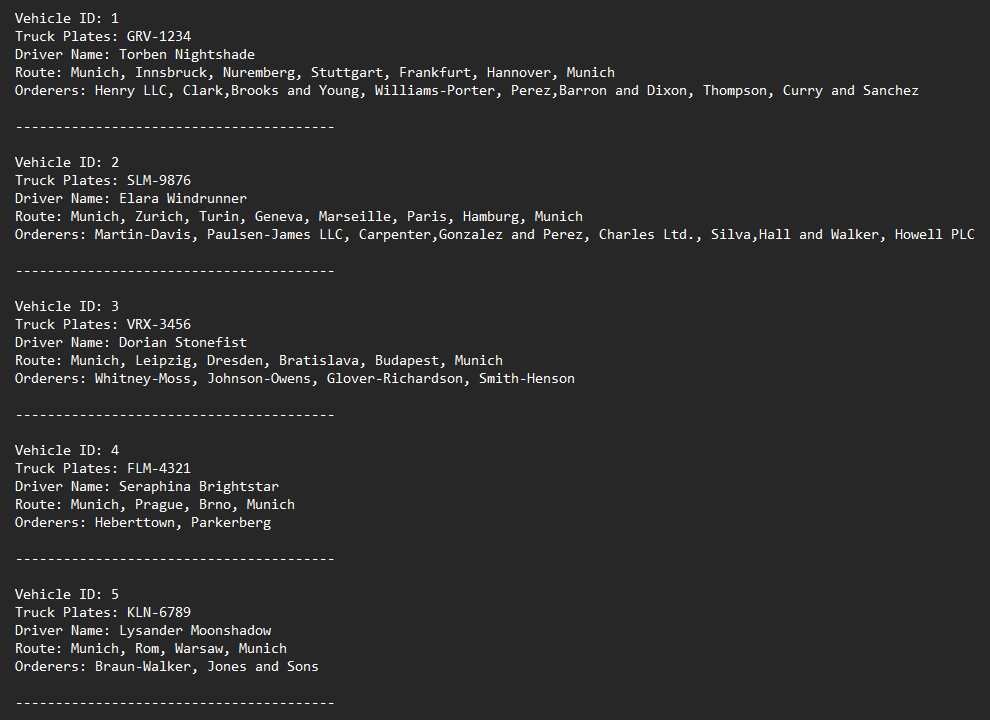 Vehicle ID: 1
Truck Plates: GRV-1234
Driver Name: Torben Nightshade
Route: Munich, Innsbruck, Nuremberg, Stuttgart, Frankfurt, Hannover, Munich
Orderers: Henry LLC, Clark,Brooks and Young, Williams-Porter, Perez,Barron and Dixon, Thompson, Curry and Sanchez
----------------------------------------
Vehicle ID: 2
Truck Plates: SLM-9876
Driver Name: Elara Windrunner
Route: Munich, Zurich, Turin, Geneva, Marseille, Paris, Hamburg, Munich
Orderers: Martin-Davis, Paulsen-James LLC, Carpenter,Gonzalez and Perez, Charles Ltd., Silva,Hall and Walker, Howell PLC
----------------------------------------
Vehicle ID: 3
Truck Plates: VRX-3456
Driver Name: Dorian Stonefist
Route: Munich, Leipzig, Dresden, Bratislava, Budapest, Munich
Orderers: Whitney-Moss, Johnson-Owens, Glover-Richardson, Smith-Henson
----------------------------------------
Vehicle ID: 4
Truck Plates: FLM-4321
Driver Name: Seraphina Brightstar
Route: Munich, Prague, Brno, Munich
Orderers: Heberttown, Parkerberg
----------------------------------------
Vehicle ID: 5
Truck Plates: KLN-6789
Driver Name: Lysander Moonshadow
Route: Munich, Rom, Warsaw, Munich
Orderers: Braun-Walker, Jones and Sons
----------------------------------------